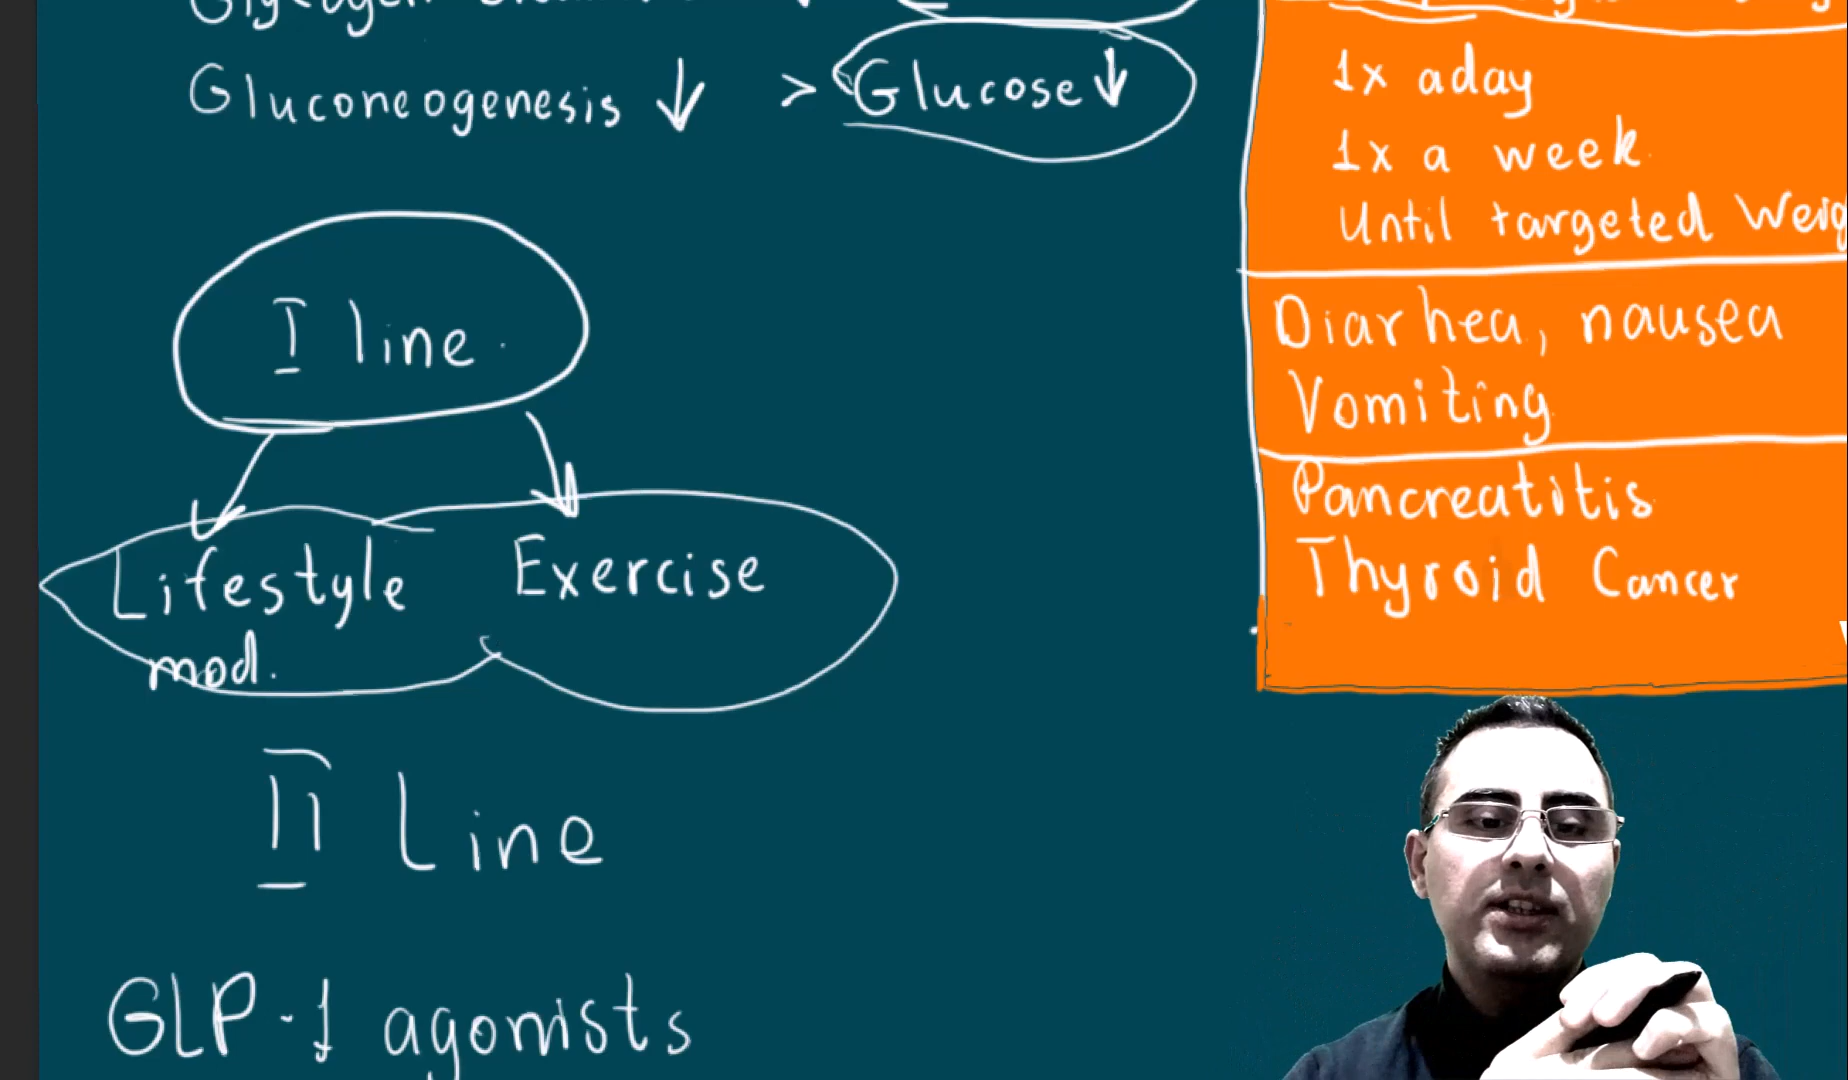 Gluconeogenesis ↓ > Glucose ↓
I line.
Lifestyle mod.
Exercise
II Line
GLP-1 agonists
1x aday
1x a week.
Until targeted
Diarrhea, nausea
Vomiting
Pancreatitis
Thyroid Cancer